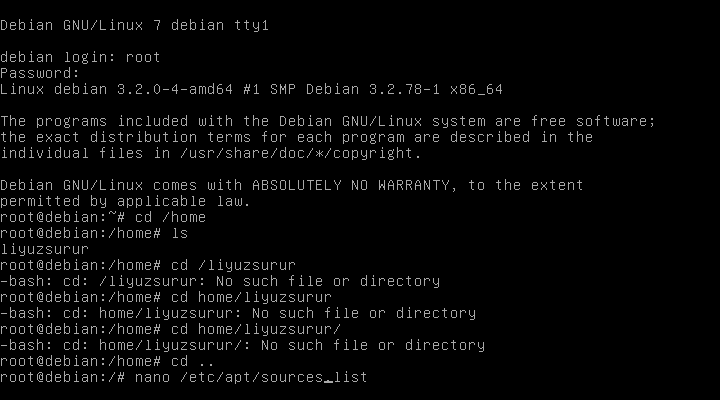 Debian GNU/Linux 7 debian tty1
debian login: root
Password:
Linux debian 3.2.0-4-amd64 #1 SMP Debian 3.2.78-1 x86_64
The programs included with the Debian GNU/Linux system are free software;
the exact distribution terms for each program are described in the
individual files in /usr/share/doc/*/copyright.
Debian GNU/Linux comes with ABSOLUTELY NO WARRANTY, to the extent
permitted by applicable law.
root@debian:~# cd /home
root@debian:/home# ls
liyuzsurur
root@debian:/home# cd /liyuzsurur
-bash: cd: /liyuzsurur: No such file or directory
root@debian:/home# cd home/liyuzsurur
-bash: cd: home/liyuzsurur: No such file or directory
root@debian:/home# cd home/liyuzsurur/
-bash: cd: home/liyuzsurur/: No such file or directory
root@debian:/home# cd ..
root@debian:/# nano /etc/apt/sources.list